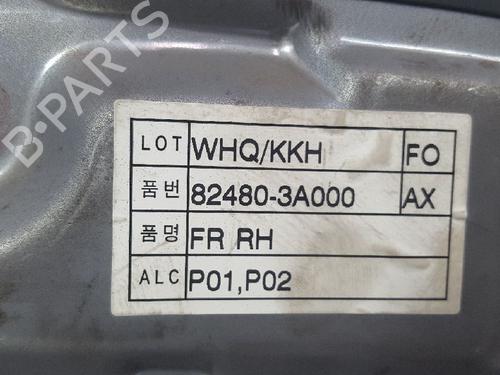 B-PARTS
LOT WHQ/KKH FO
품번 82480-3A000 AX
품명 FR RH
ALC P01,P02